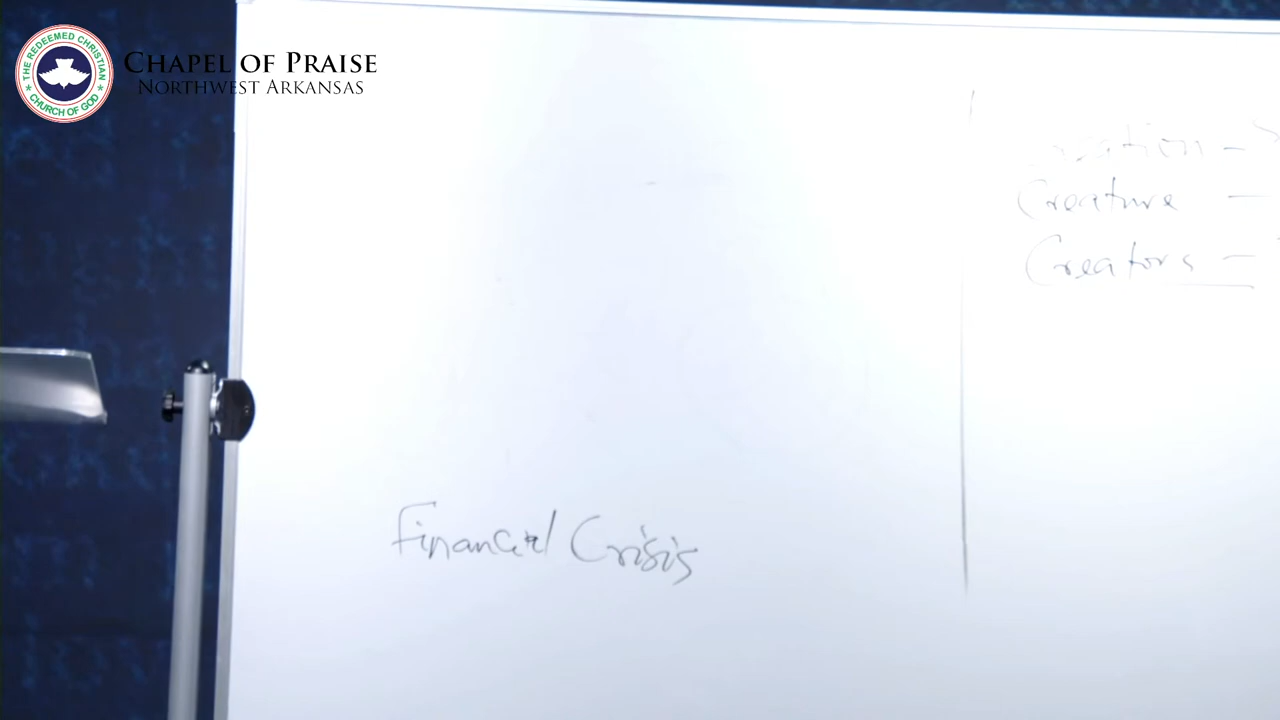 THE REDEEMED CHRISTIAN
CHURCH OF GOD
CHAPEL OF PRAISE
NORTHWEST ARKANSAS
Creature -
Creators -
Financial Crisis